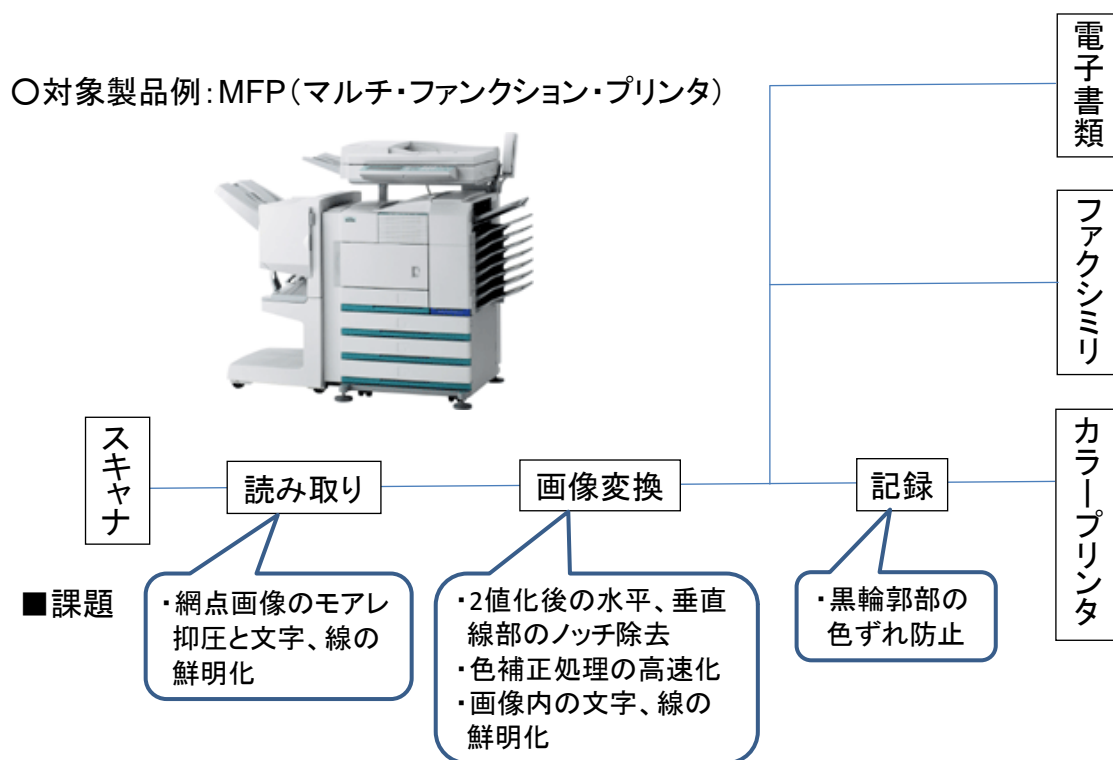 ○対象製品例：MFP（マルチ・ファンクション・プリンタ）
電子書類
ファクシミリ
スキャナ
読み取り
画像変換
記録
カラープリンタ
■課題
・網点画像のモアレ
抑圧と文字、線の
鮮明化
・2値化後の水平、垂直
線部のノッチ除去
・色補正処理の高速化
・画像内の文字、線の
鮮明化
・黒輪郭部の
色ずれ防止